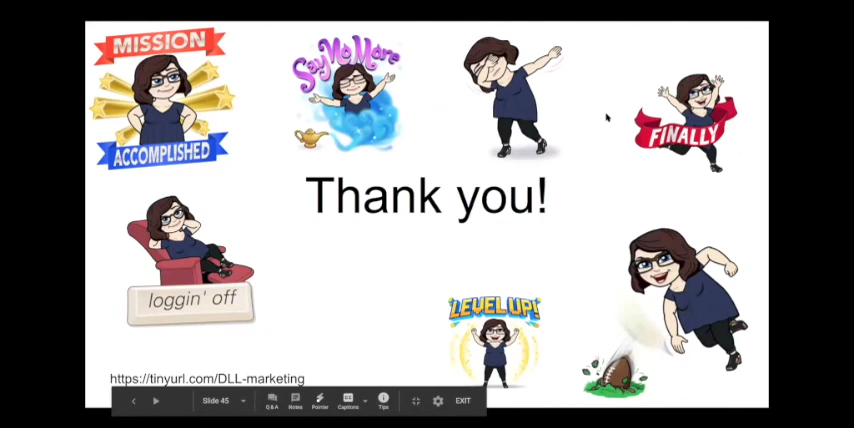 MISSION
ACCOMPLISHED
Say No More
FINALLY
Thank you!
loggin' off
LEVEL UP!
https://tinyurl.com/DLL-marketing
Slide 45
Q&A
Notes
Pointer
Captions
Tips
EXIT